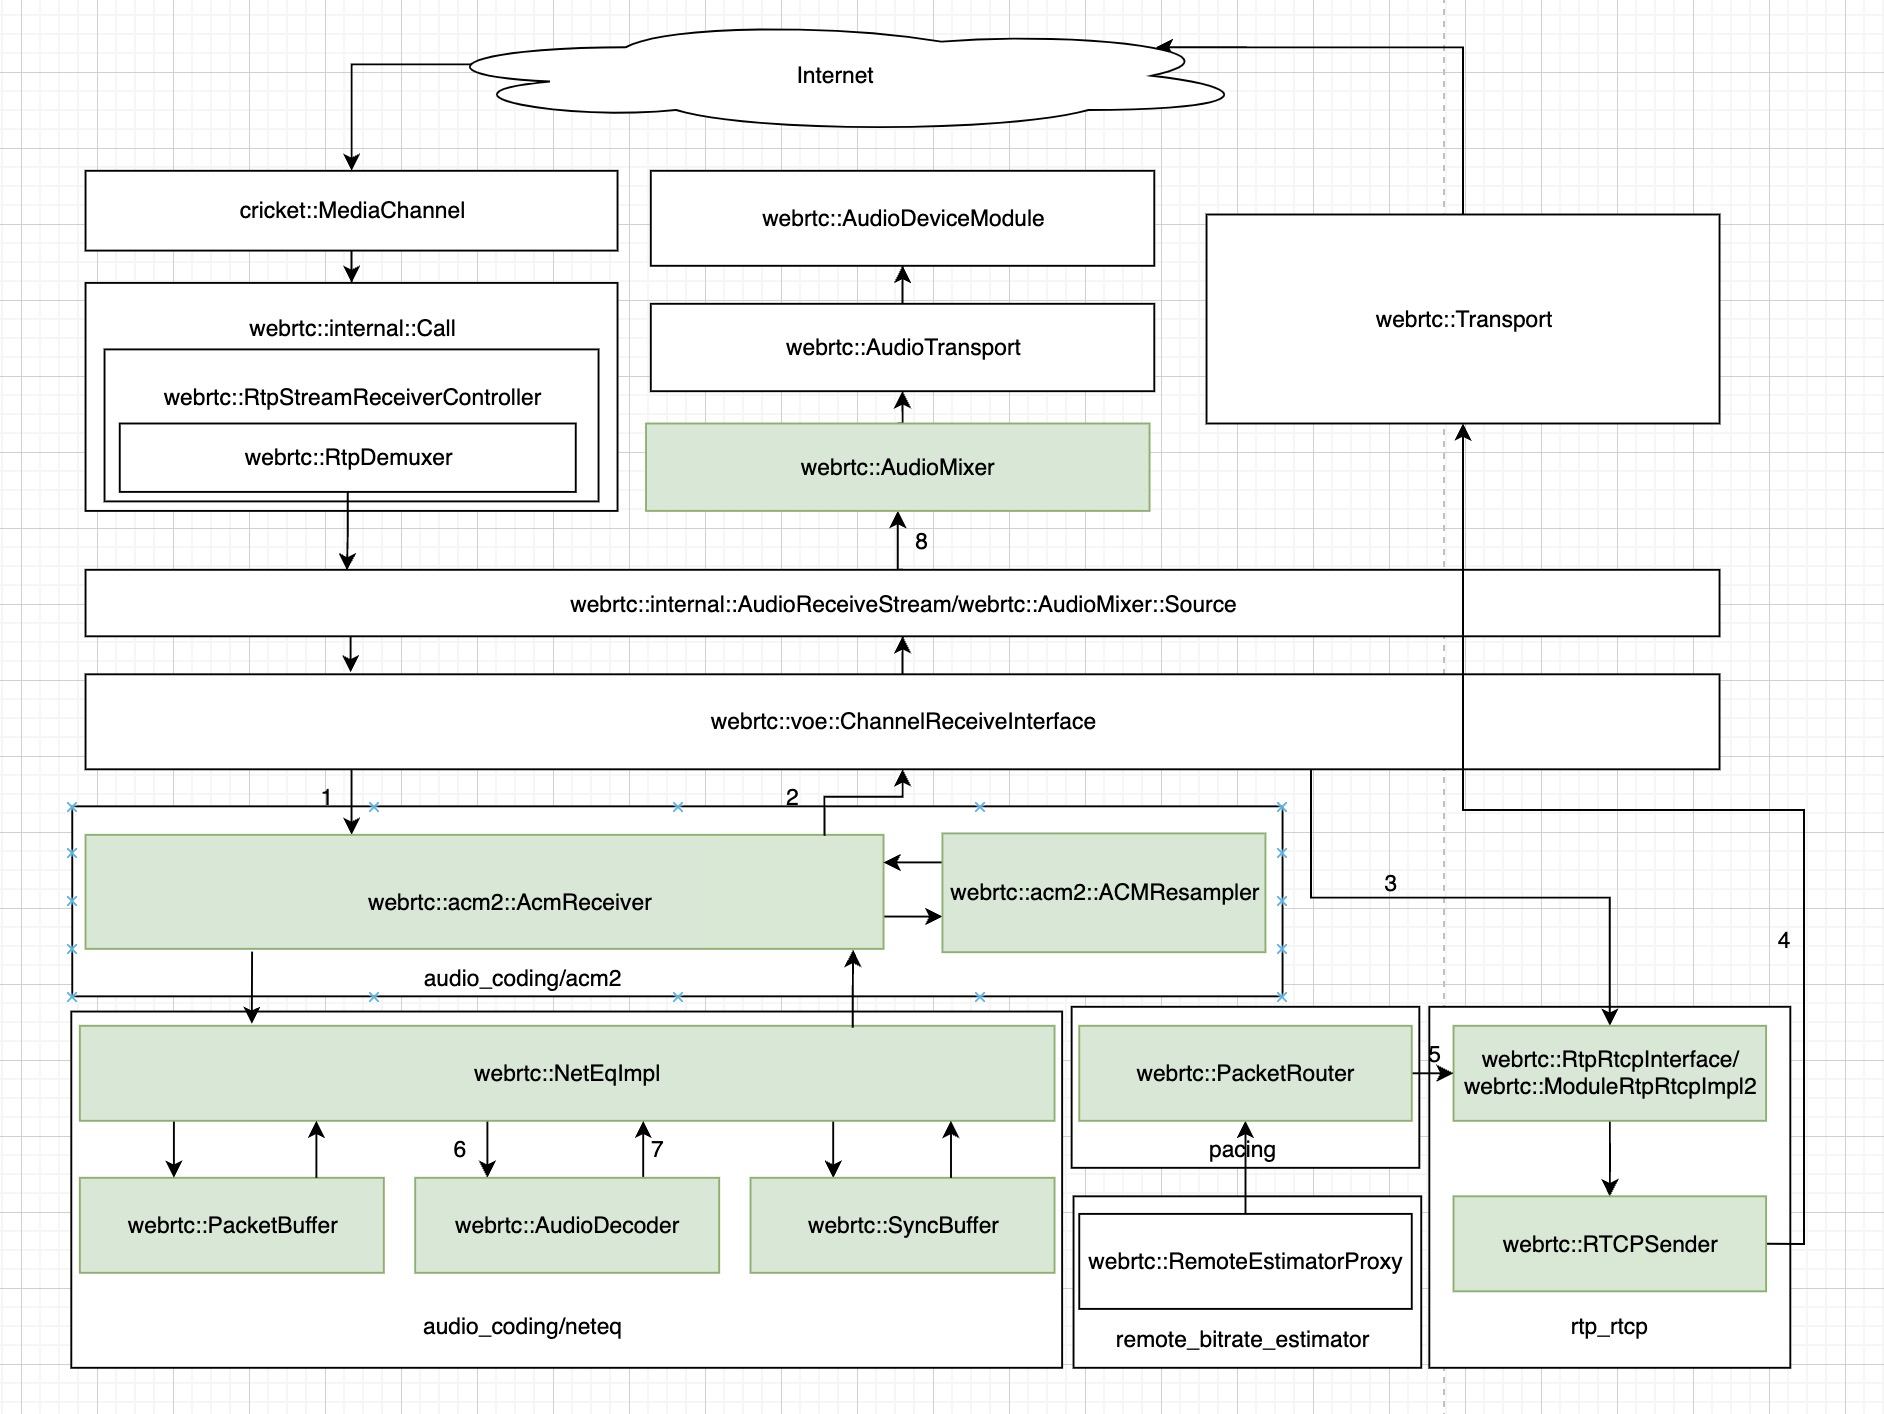 Internet
cricket::MediaChannel
webrtc::AudioDeviceModule
webrtc::Transport
webrtc::internal::Call
webrtc::AudioTransport
webrtc::RtpStreamReceiverController
webrtc::RtpDemuxer
webrtc::AudioMixer
8
webrtc::internal::AudioReceiveStream/webrtc::AudioMixer::Source
webrtc::voe::ChannelReceiveInterface
1
2
3
webrtc::acm2::AcmReceiver
webrtc::acm2::ACMResampler
4
audio_coding/acm2
webrtc::NetEqImpl
webrtc::PacketRouter
5
webrtc::RtpRtcpInterface/
webrtc::ModuleRtpRtcpImpl2
6
7
pacing
webrtc::PacketBuffer
webrtc::AudioDecoder
webrtc::SyncBuffer
webrtc::RemoteEstimatorProxy
webrtc::RTCPSender
audio_coding/neteq
remote_bitrate_estimator
rtp_rtcp